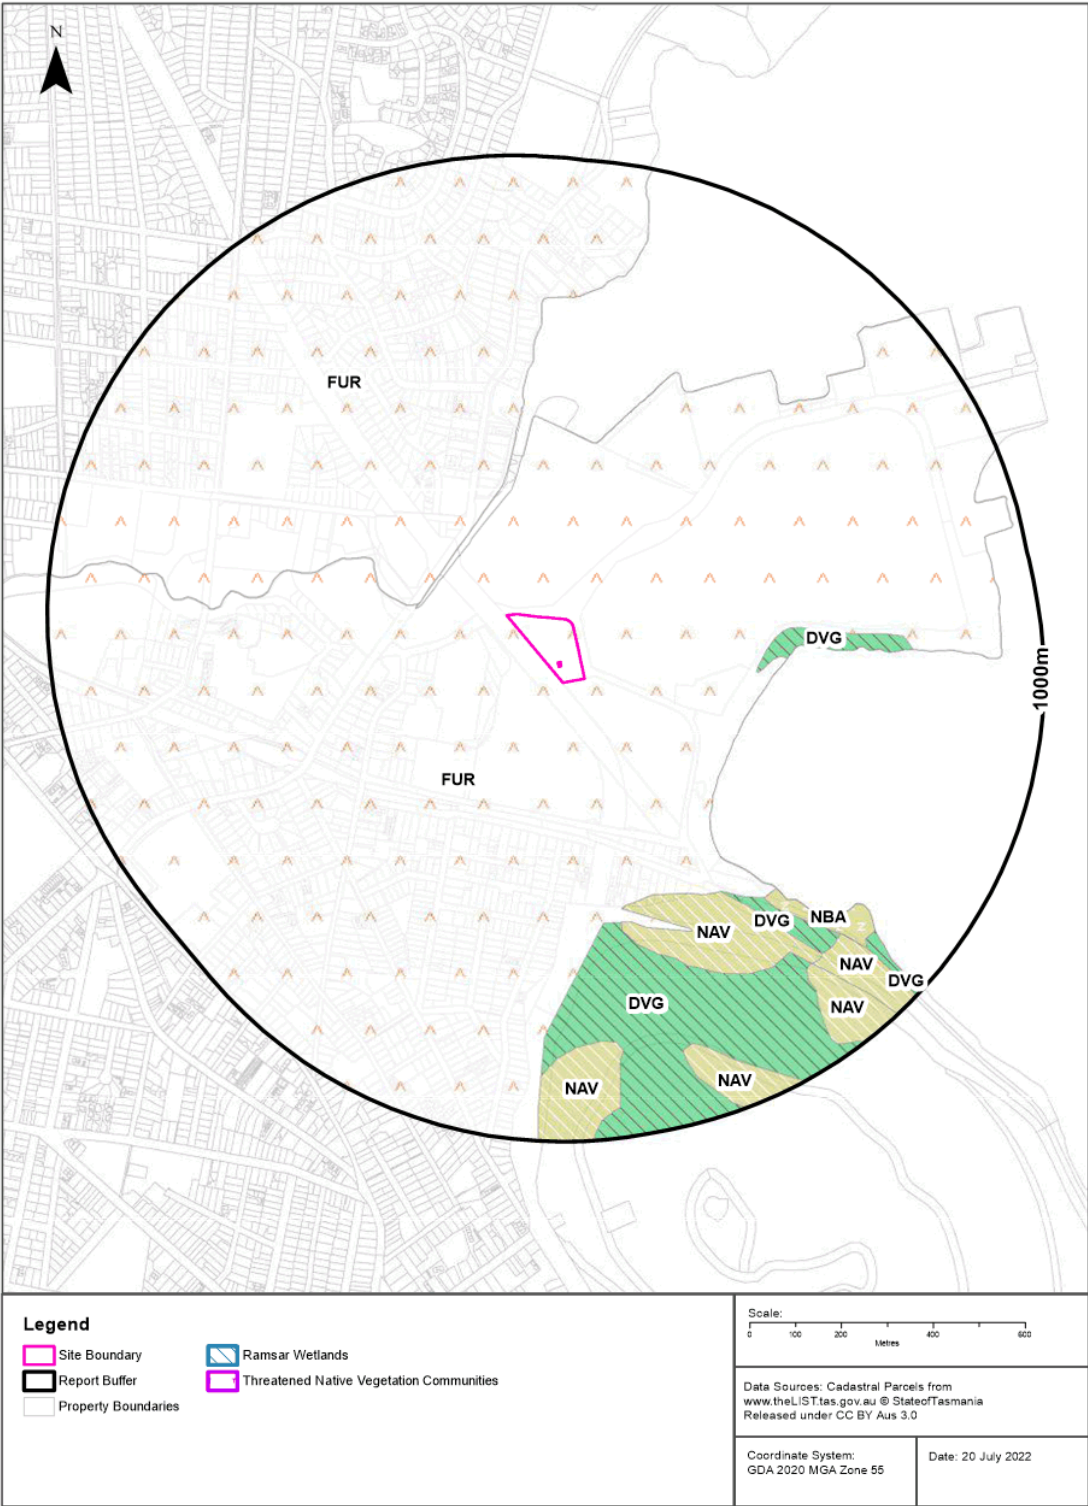 N
FUR
DVG
1000m
FUR
NAV
DVG
NBA
NAV
DVG
NAV
DVG
NAV
NAV
Legend
Site Boundary
Ramsar Wetlands
Report Buffer
Threatened Native Vegetation Communities
Property Boundaries
Scale:
0 100 200 400 600
Metres
Data Sources: Cadastral Parcels from
www.theLIST.tas.gov.au © StateofTasmania
Released under CC BY Aus 3.0
Coordinate System:
GDA 2020 MGA Zone 55
Date: 20 July 2022